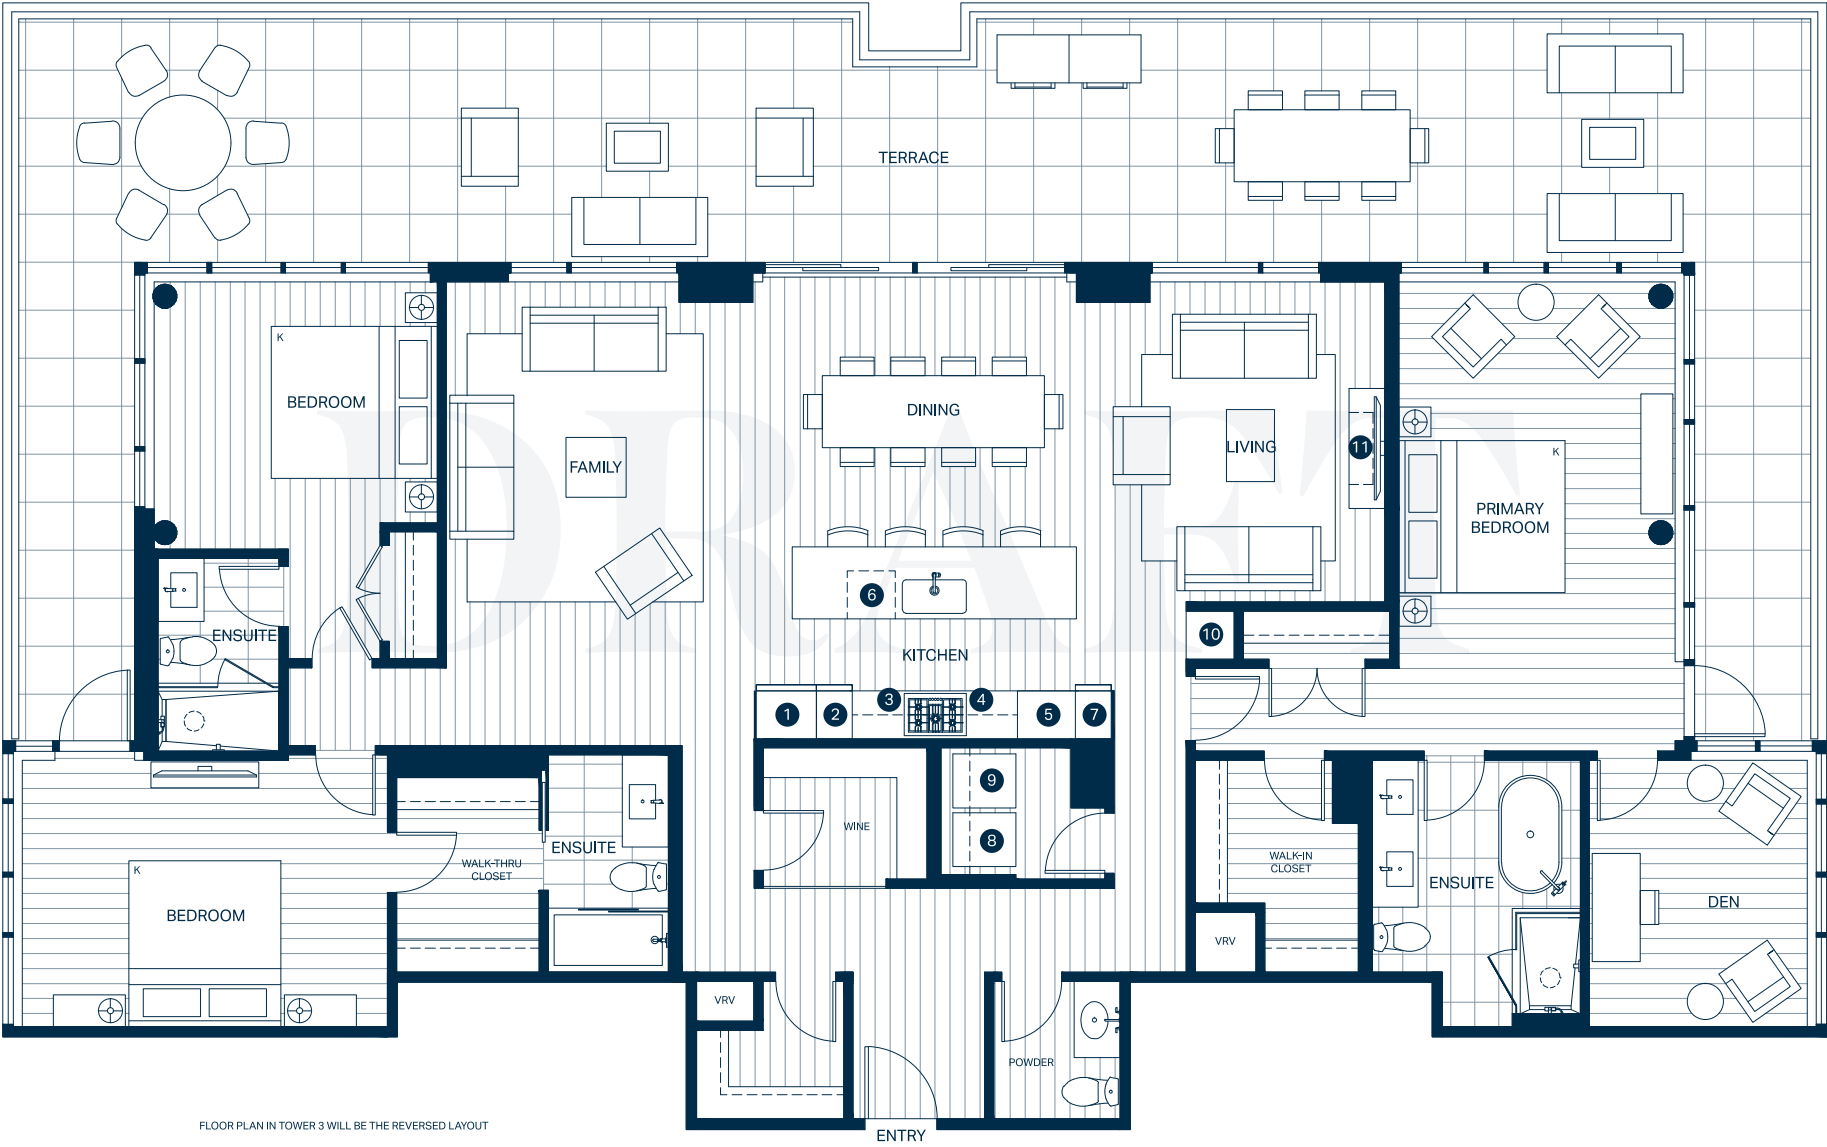 TERRACE
BEDROOM
K
FAMILY
DINING
LIVING
11
PRIMARY
BEDROOM
K
DRAFT
6
ENSUITE
KITCHEN
10
1
2
3
4
5
7
9
8
WINE
WALK-THRU
CLOSET
ENSUITE
K
BEDROOM
WALK-IN
CLOSET
ENSUITE
DEN
VRV
VRV
POWDER
ENTRY
FLOOR PLAN IN TOWER 3 WILL BE THE REVERSED LAYOUT